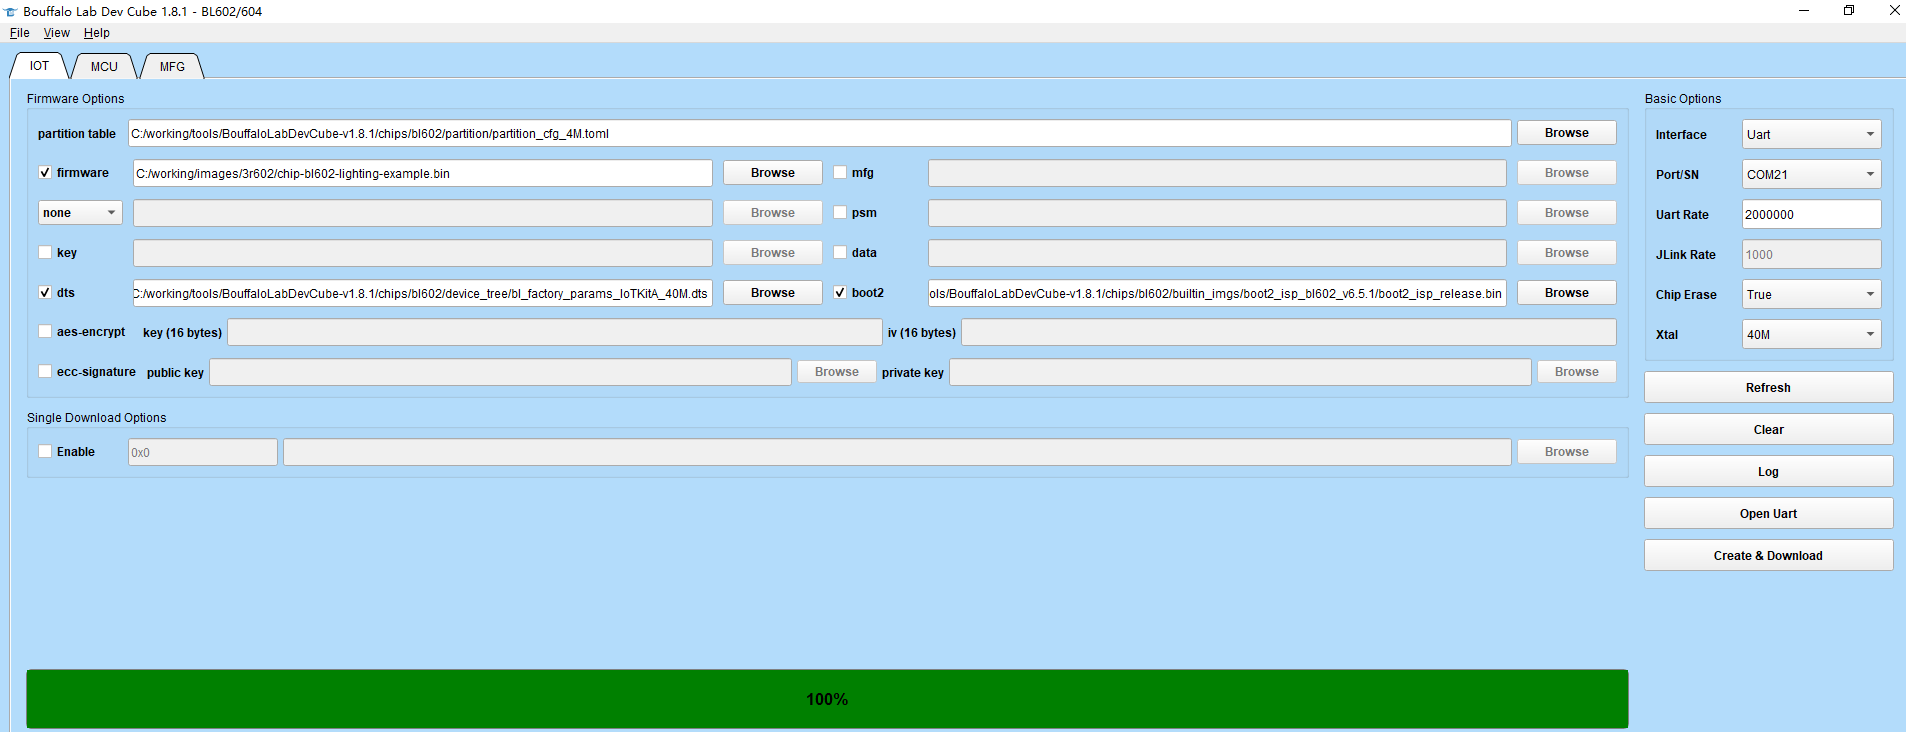 Bouffalo Lab Dev Cube 1.8.1 - BL602/604
File View Help
IOT MCU MFG
Firmware Options
partition table C:/working/tools/BouffaloLabDevCube-v1.8.1/chips/bl602/partition/partition_cfg_4M.toml Browse
firmware C:/working/images/3r602/chip-bl602-lighting-example.bin Browse mfg Browse
none Browse psm Browse
key Browse data Browse
dts C:/working/tools/BouffaloLabDevCube-v1.8.1/chips/bl602/device_tree/bl_factory_params_IoTKitA_40M.dts Browse boot2 ols/BouffaloLabDevCube-v1.8.1/chips/bl602/builtin_imgs/boot2_isp_bl602_v6.5.1/boot2_isp_release.bin Browse
aes-encrypt key (16 bytes) iv (16 bytes)
ecc-signature public key Browse private key Browse
Single Download Options
Enable 0x0 Browse
100%
Basic Options
Interface Uart
Port/SN COM21
Uart Rate 2000000
JLink Rate 1000
Chip Erase True
Xtal 40M
Refresh
Clear
Log
Open Uart
Create & Download